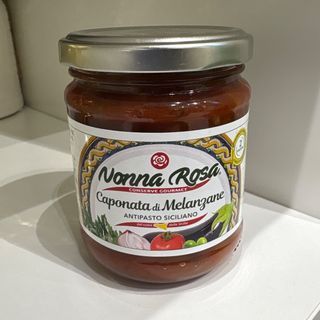 Nonna Rosa
CONSERVE GOURMET
Caponata di Melanzane
ANTIPASTO SICILIANO